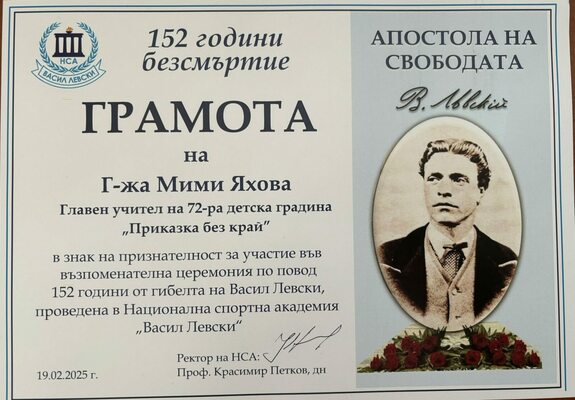 НСА
ВАСИЛ ЛЕВСКИ
152 години
безсмъртие
ГРАМОТА
на
Г-жа Мими Яхова
Главен учител на 72-ра детска градина
„Приказка без край"
в знак на признателност за участие във
възпоменателна церемония по повод
152 години от гибелта на Васил Левски,
проведена в Национална спортна академия
„Васил Левски“
Ректор на НСА:
19.02.2025 г.
Проф. Красимир Петков, дн
АПОСТОЛА НА
СВОБОДАТА
В. Лѣвскій